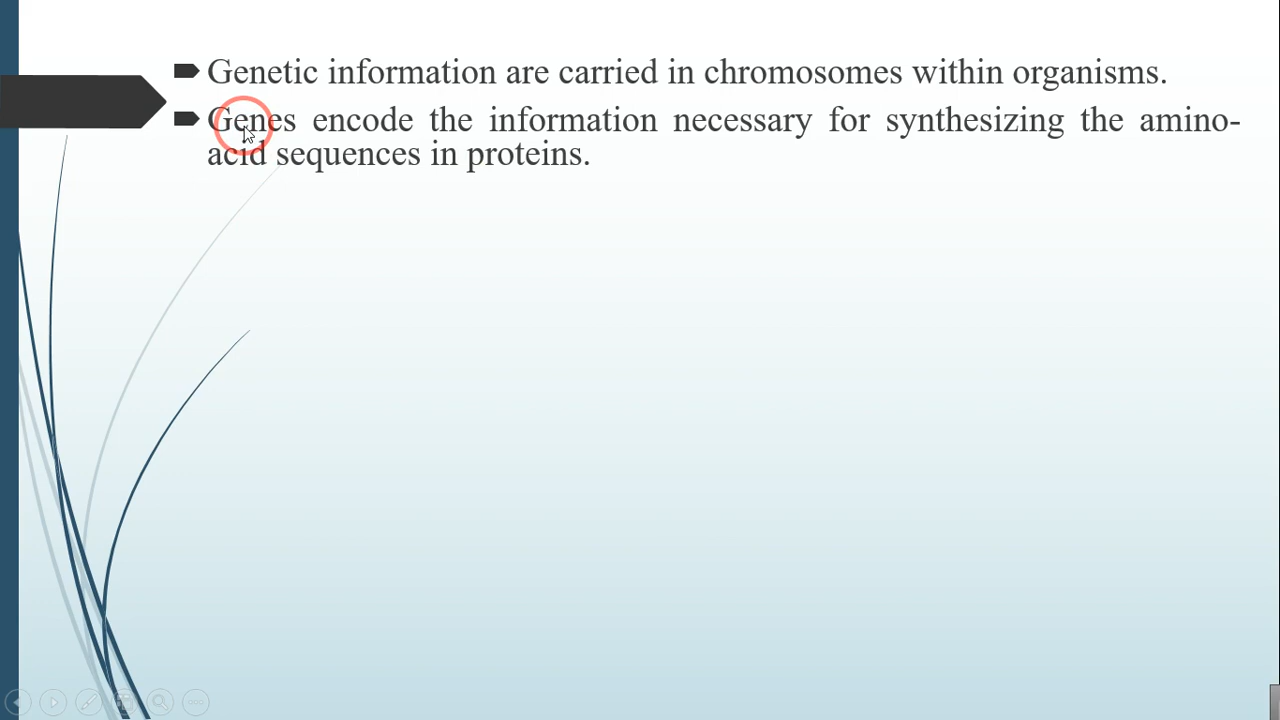 Genetic information are carried in chromosomes within organisms.
Genes encode the information necessary for synthesizing the amino-
acid sequences in proteins.